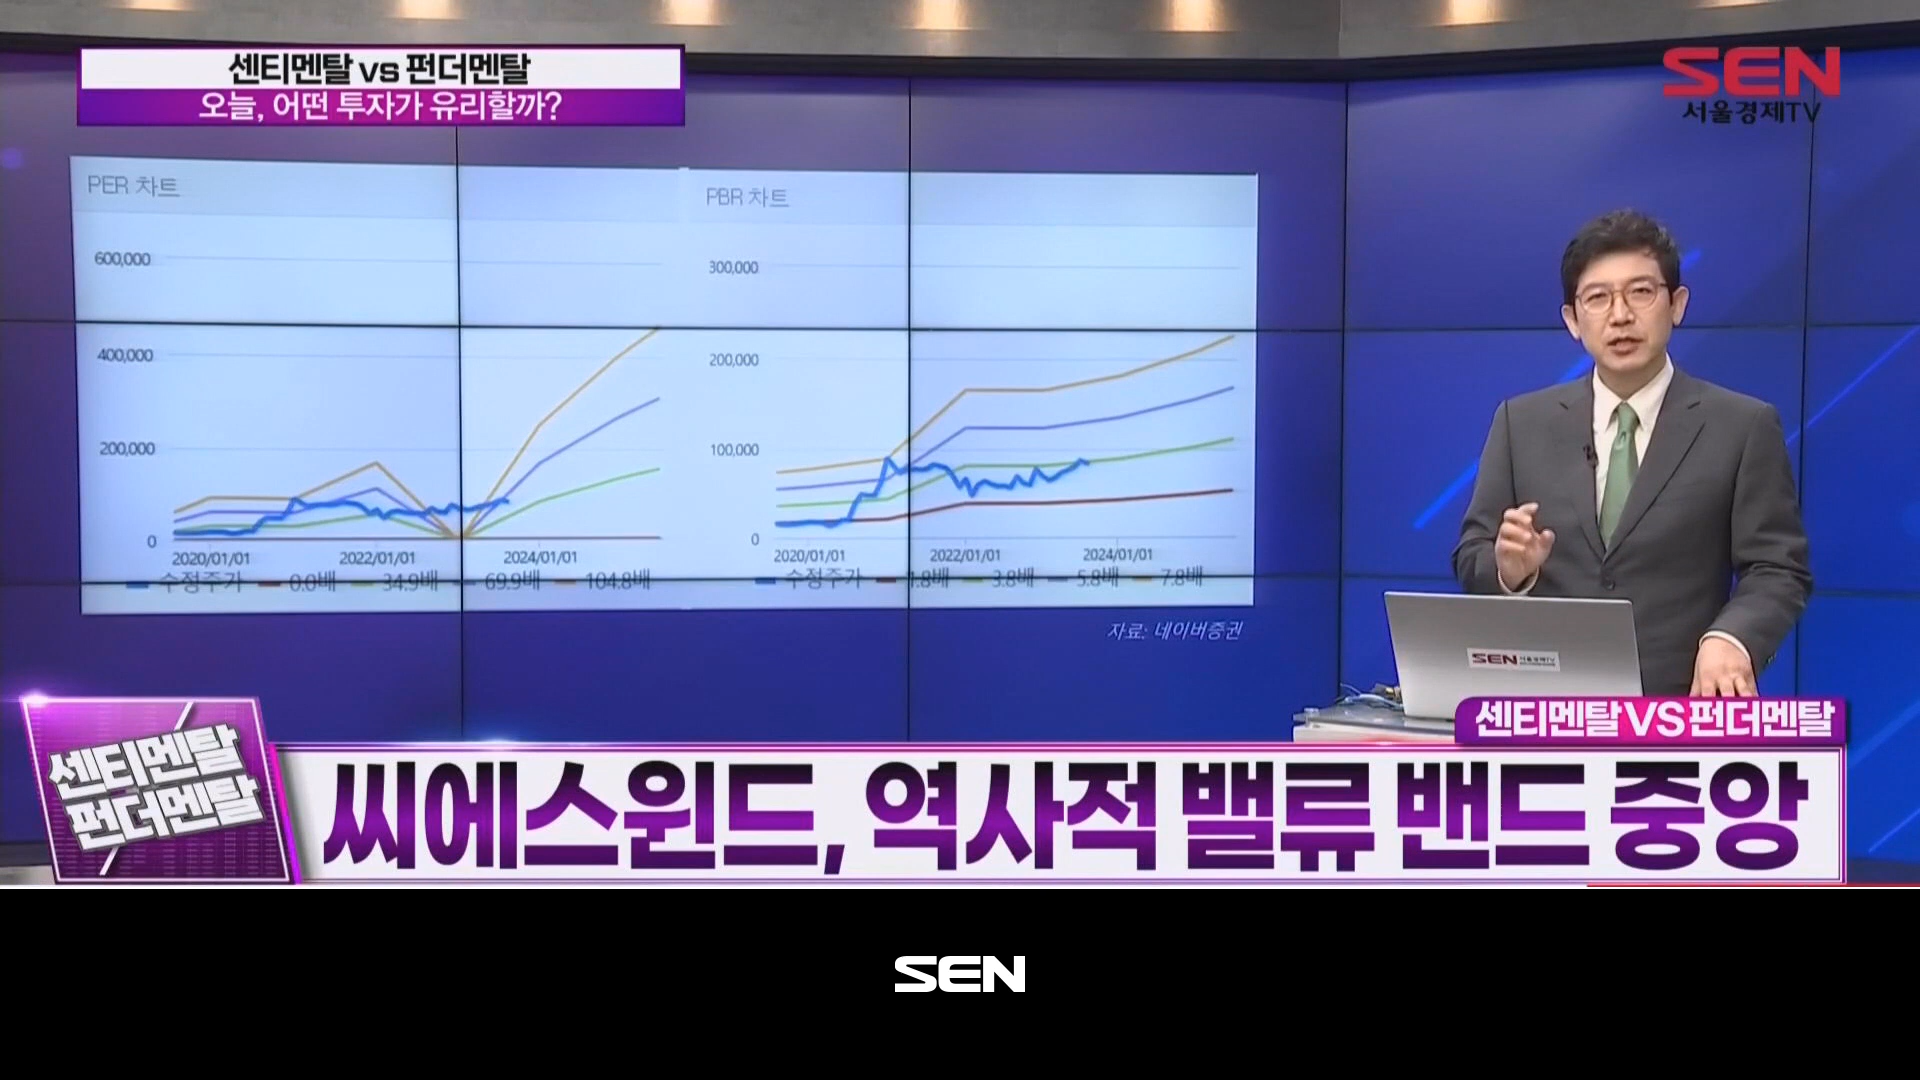 센티멘탈 vs 펀더멘탈
오늘, 어떤 투자가 유리할까?
SEN
서울경제TV
PER 차트
600,000
400,000
200,000
0
2020/01/01 2022/01/01 2024/01/01
수정주가 0.0배 34.9배 69.9배 104.8배
PBR 차트
300,000
200,000
100,000
0
2020/01/01 2022/01/01 2024/01/01
수정주가 1.8배 3.8배 5.8배 7.8배
자료: 네이버증권
SEN 서울경제TV
센티멘탈 VS 펀더멘탈
센티멘탈
펀더멘탈
씨에스윈드, 역사적 밸류 밴드 중앙
SEN